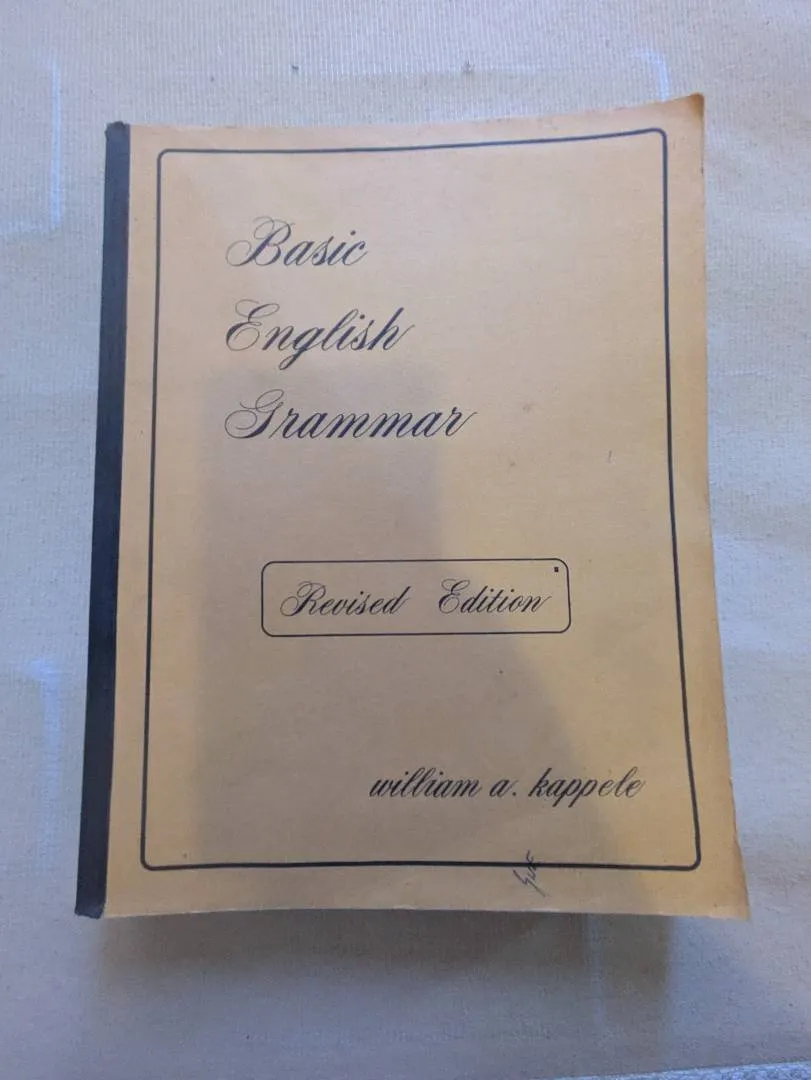 Basic
English
Grammar
Revised Edition
william a. kappele